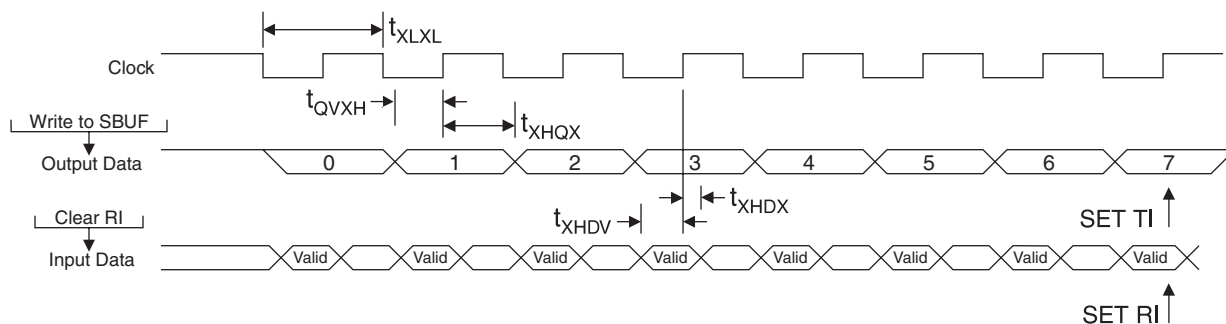 tXLXL
Clock
tQVXH
Write to SBUF
tXHQX
Output Data
0 1 2 3 4 5 6 7
tXHDX
tXHDV
SET TI
Clear RI
Input Data
Valid Valid Valid Valid Valid Valid Valid Valid
SET RI